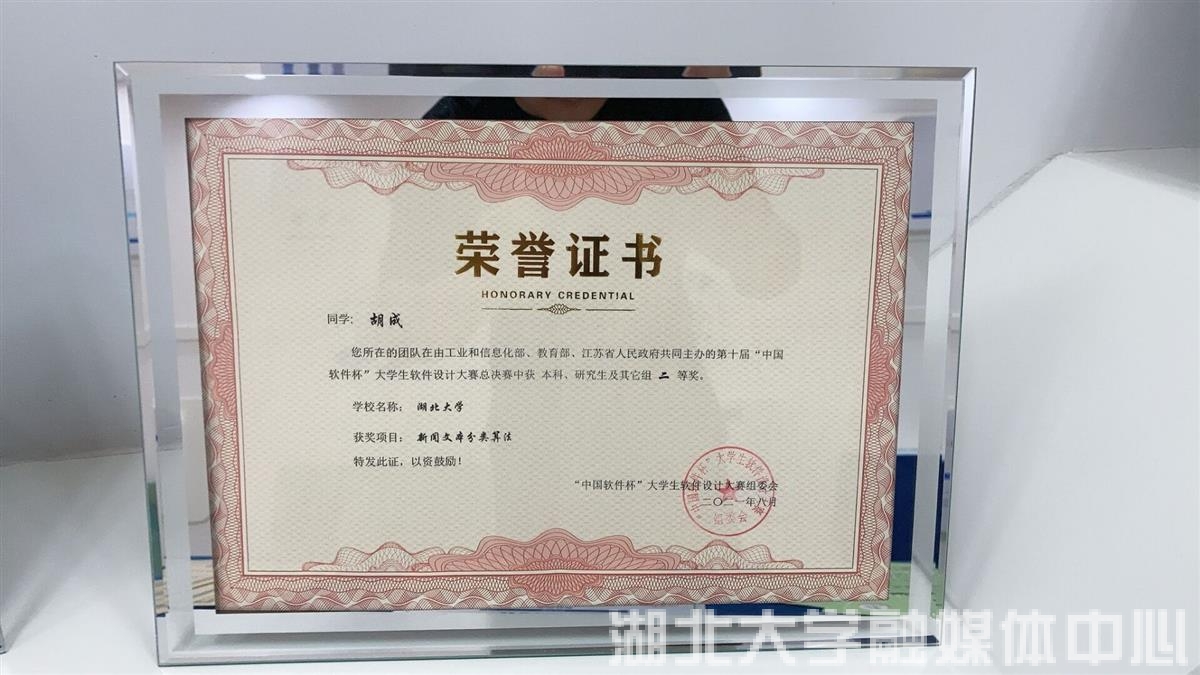 荣誉证书
HONORARY CREDENTIAL
同学: 胡成
您所在的团队在由工业和信息化部、教育部、江苏省人民政府共同主办的第十届“中国
软件杯”大学生软件设计大赛总决赛中获 本科、研究生及其它组 二 等奖。
学校名称： 湖北大学
获奖项目： 新闻文本分类算法
特发此证，以资鼓励！
“中国软件杯”大学生软件设计大赛组委会
二〇二一年八月
组委会
湖北大学融媒体中心